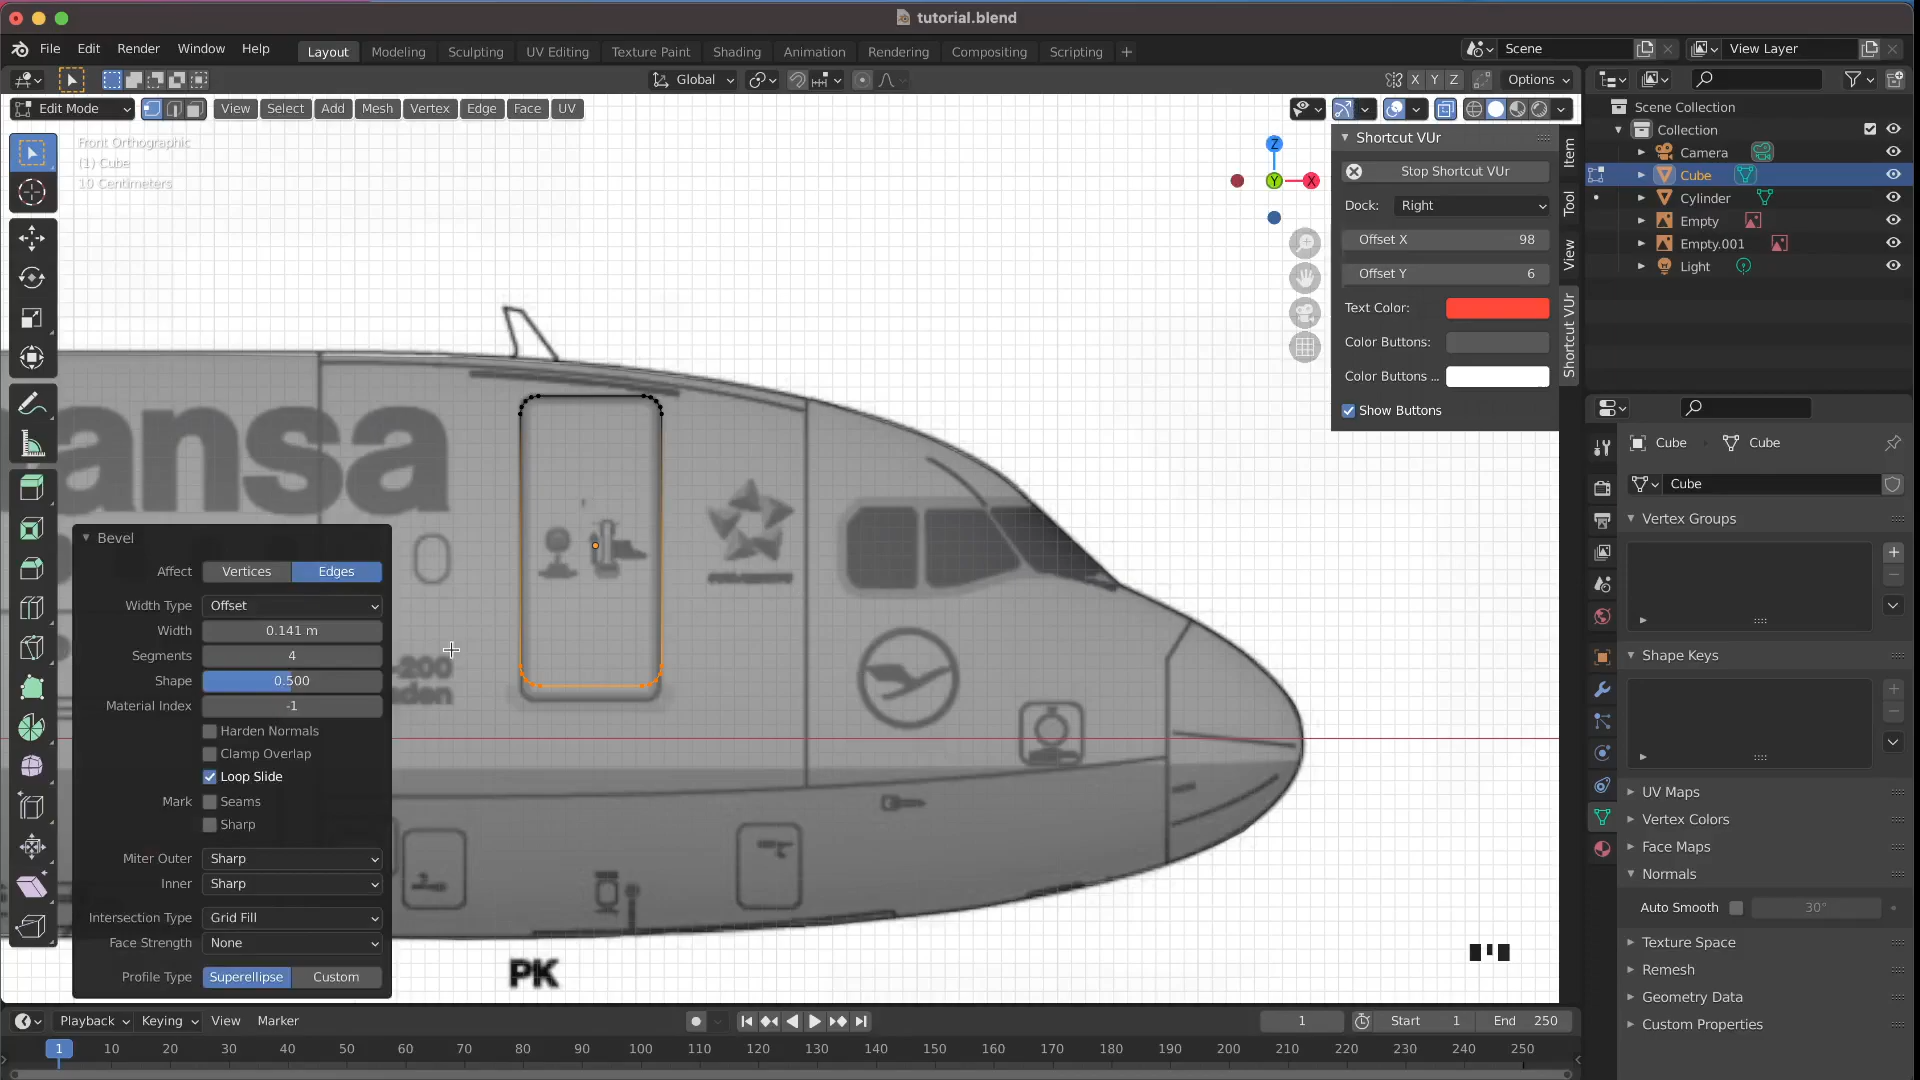 tutorial.blend
File Edit Render Window Help
Layout Modeling Sculpting UV Editing Texture Paint Shading Animation Rendering Compositing Scripting +
Scene
View Layer
Global
X Y Z Options
Edit Mode
View Select Add Mesh Vertex Edge Face UV
Front Orthographic
(1) Cube
10 Centimeters
Z
Y
X
Shortcut VUr
Stop Shortcut VUr
Dock: Right
Offset X 98
Offset Y 6
Text Color:
Color Buttons:
Color Buttons ...
Show Buttons
Item
Tool
View
Shortcut VUr
Scene Collection
Collection
Camera
Cube
Cylinder
Empty
Empty.001
Light
Cube Cube
Cube
Vertex Groups
Shape Keys
UV Maps
Vertex Colors
Face Maps
Normals
Auto Smooth 30°
Texture Space
Remesh
Geometry Data
Custom Properties
ansa
-200
den
PK
Bevel
Affect Vertices Edges
Width Type Offset
Width 0.141 m
Segments 4
Shape 0.500
Material Index -1
Harden Normals
Clamp Overlap
Loop Slide
Mark Seams
Sharp
Miter Outer Sharp
Inner Sharp
Intersection Type Grid Fill
Face Strength None
Profile Type Superellipse Custom
Playback Keying View Marker
1 Start 1 End 250
1 10 20 30 40 50 60 70 80 90 100 110 120 130 140 150 160 170 180 190 200 210 220 230 240 250